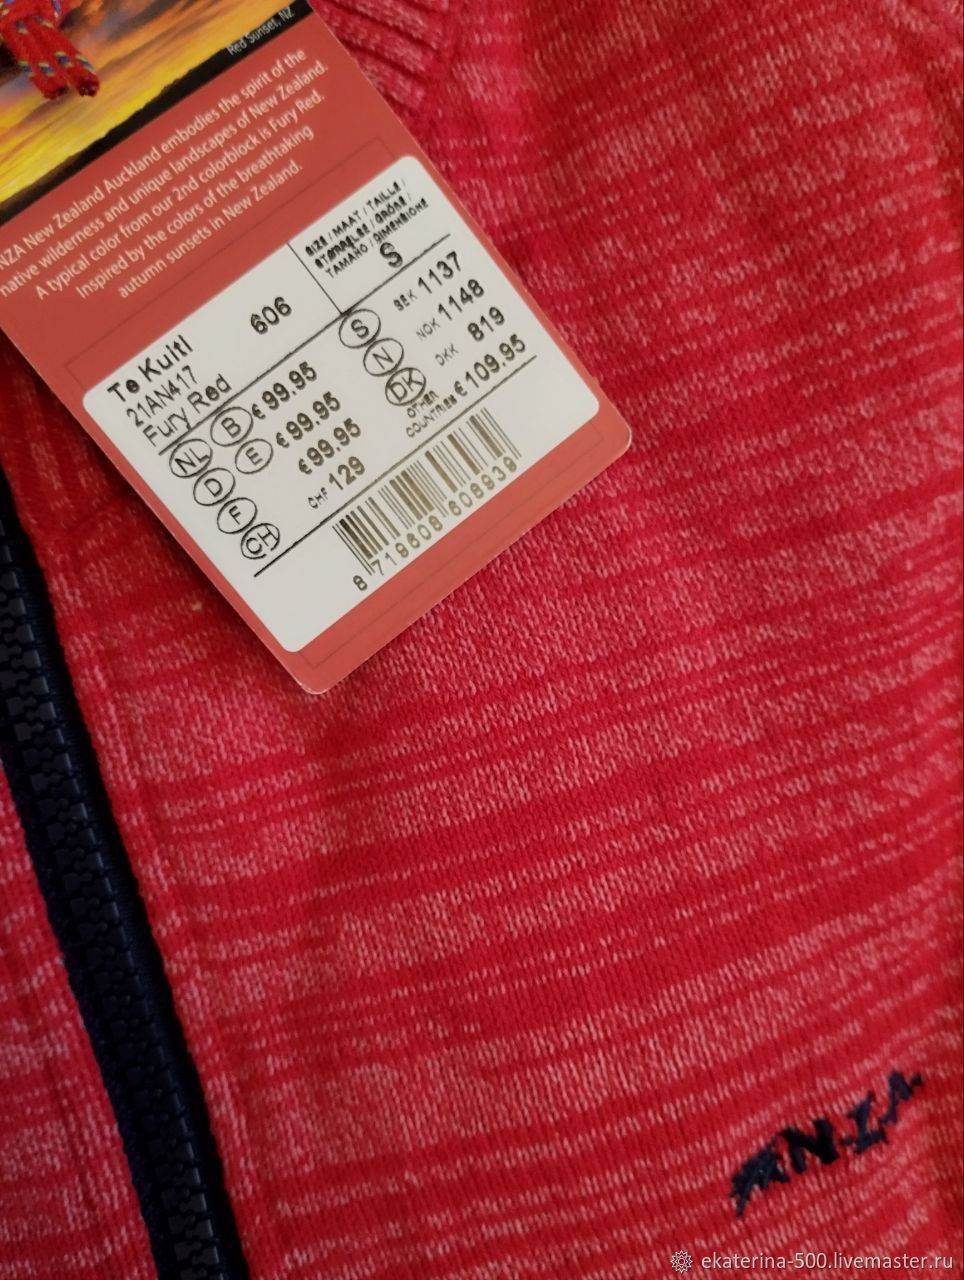 Red Sunset, NZ
NZA New Zealand Auckland embodies the spirit of the
native wilderness and unique landscapes of New Zealand.
A typical color from our 2nd colorblock is Fury Red.
Inspired by the colors of the breathtaking
autumn sunsets in New Zealand.
SIZE / MAAT / TAILLE /
STØRRELSE / GRÖßE /
TAMAÑO / DIMENSIONE
S
Te Kuiti 606
21AN417
Fury Red
NL B €99.95
D E €99.95
F €99.95
CH CHF 129
S SEK 1137
N NOK 1148
DK DKK 819
OTHER
COUNTRIES €109.95
8 719608 608939
NZA
ekaterina-500.livemaster.ru